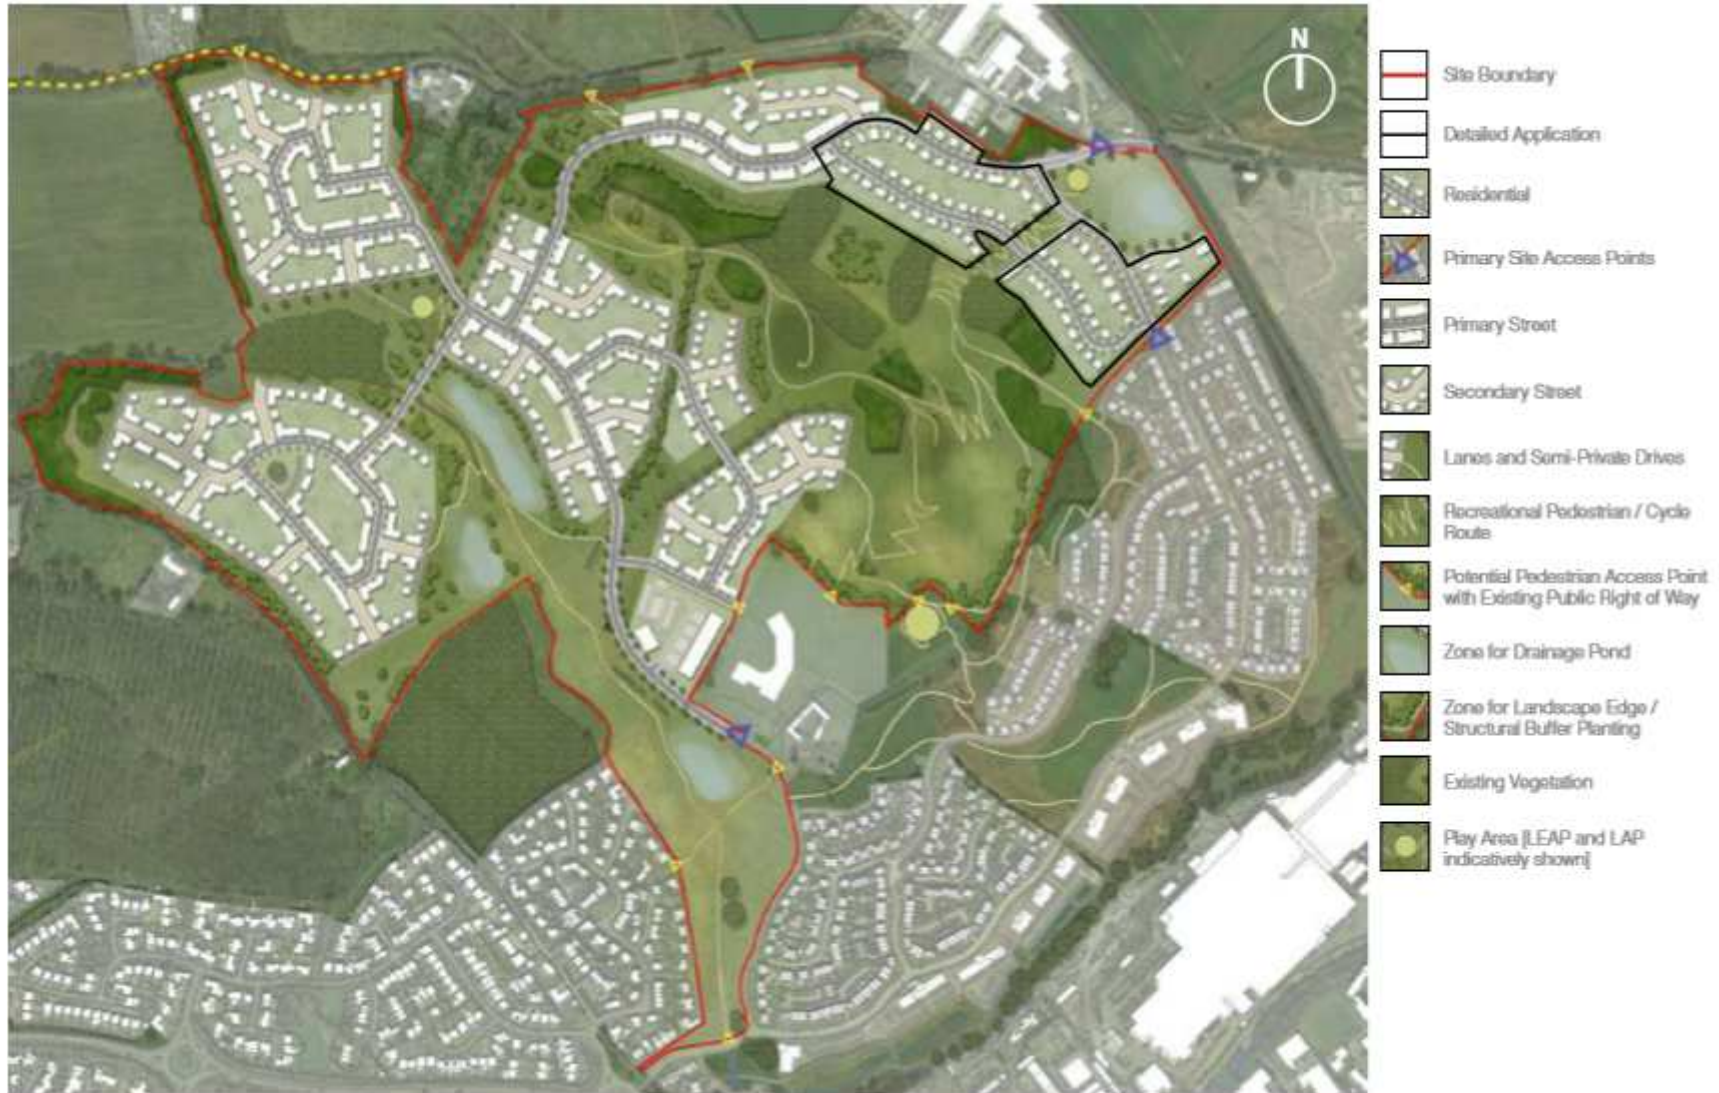 N
Site Boundary
Detailed Application
Residential
Primary Site Access Points
Primary Street
Secondary Street
Lanes and Semi-Private Drives
Recreational Pedestrian / Cycle
Route
Potential Pedestrian Access Point
with Existing Public Right of Way
Zone for Drainage Pond
Zone for Landscape Edge /
Structural Buffer Planting
Existing Vegetation
Play Area [LEAP and LAP
indicatively shown]